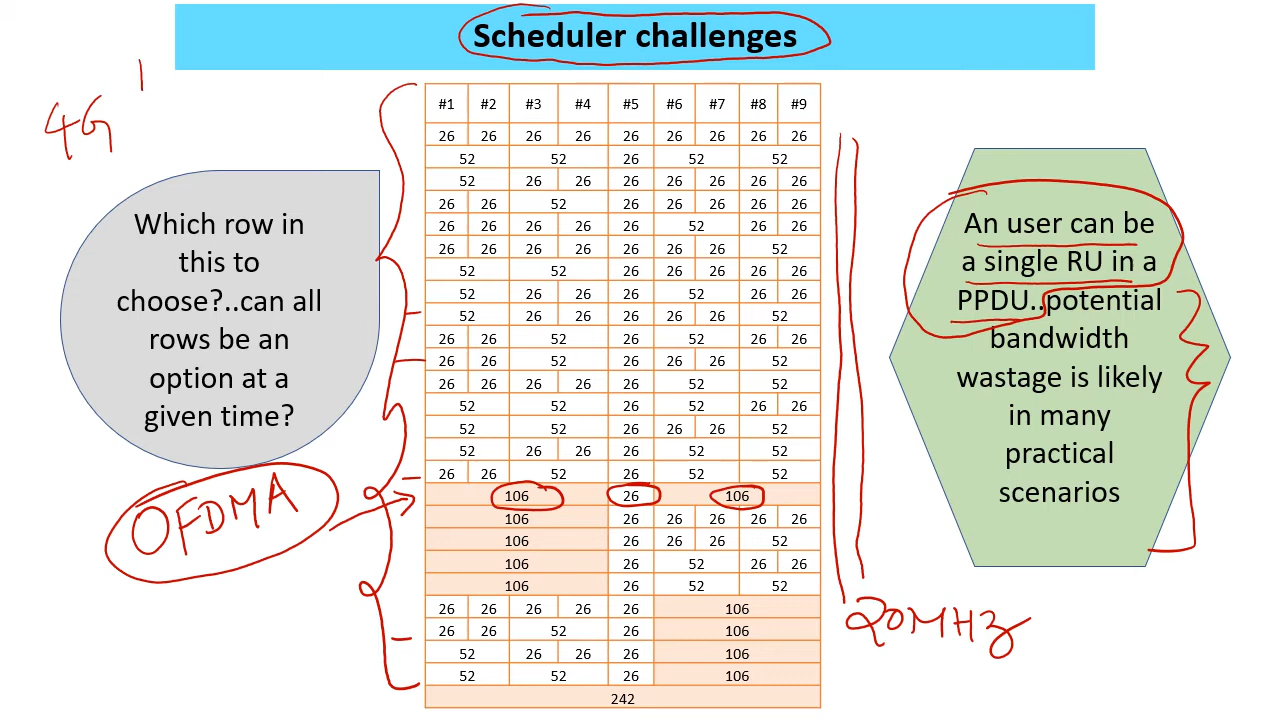 Scheduler challenges
4G
Which row in
this to
choose?..can all
rows be an
option at a
given time?
OFDMA
#1 #2 #3 #4 #5 #6 #7 #8 #9
26 26 26 26 26 26 26 26 26
52 52 26 52 52
52 26 26 26 26 26 26 26
26 26 52 26 26 26 26 26
26 26 26 26 26 52 26 26
26 26 26 26 26 26 26 52
52 52 26 26 26 26 26
52 26 26 26 52 26 26
52 26 26 26 26 26 52
26 26 52 26 52 26 26
26 26 52 26 26 26 52
26 26 26 26 26 52 52
52 52 26 52 26 26
52 52 26 26 26 52
52 26 26 26 52 52
26 26 52 26 52 52
106 26 106
106 26 26 26 26 26
106 26 26 26 52
106 26 52 26 26
106 26 52 52
26 26 26 26 26 106
26 26 52 26 106
52 26 26 26 106
52 52 26 106
242
20MHz
An user can be
a single RU in a
PPDU..potential
bandwidth
wastage is likely
in many
practical
scenarios